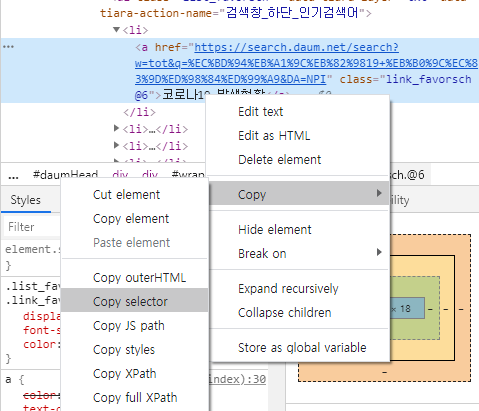 tiara-action-name="검색창_하단_인기검색어">
▼<li>
<a href="https://search.daum.net/search?
w=tot&q=%EC%BD%94%EB%A1%9C%EB%82%9819+%EB%B0%9C%EC%8
3%9D%ED%98%84%ED%99%A9&DA=NPI" class="link_favorsch
@6">코로나19 발생현황</a>
</li>
▶<li>…</li>
▶<li>…</li>
▶<li>…</li>
... #daumHead div div #wrap
rsch.@6
Styles
Filter
element.s
}
.list_fav
.link_fav
displa
font-s
color:
}
a {
color:
text-d
(index):30
Edit text
Edit as HTML
Delete element
Copy
Hide element
Break on
Expand recursively
Collapse children
Store as global variable
Cut element
Copy element
Paste element
Copy outerHTML
Copy selector
Copy JS path
Copy styles
Copy XPath
Copy full XPath
× 18